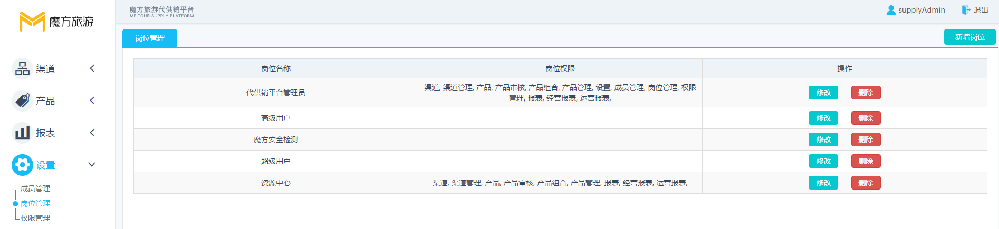 魔方旅游
魔方旅游代供销平台
MF TOUR SUPPLY PLATFORM
supplyAdmin
退出
岗位管理
新增岗位
渠道
产品
报表
设置
成员管理
岗位管理
权限管理
岗位名称 岗位权限 操作
代供销平台管理员
渠道, 渠道管理, 产品, 产品审核, 产品组合, 产品管理, 设置, 成员管理, 岗位管理, 权限
管理, 报表, 经营报表, 运营报表,
修改 删除
高级用户 修改 删除
魔方安全检测 修改 删除
超级用户 修改 删除
资源中心 渠道, 渠道管理, 产品, 产品审核, 产品组合, 产品管理, 报表, 经营报表, 运营报表, 修改 删除